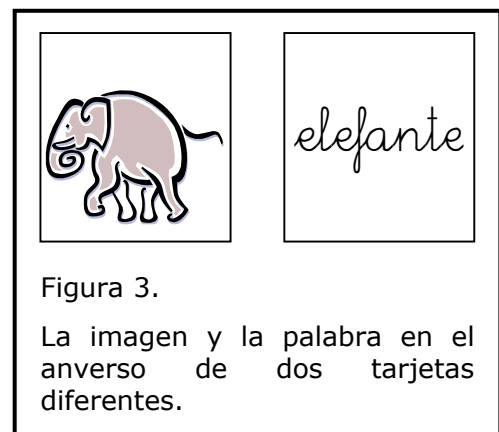 elefante
Figura 3.
La imagen y la palabra en el
anverso de dos tarjetas
diferentes.